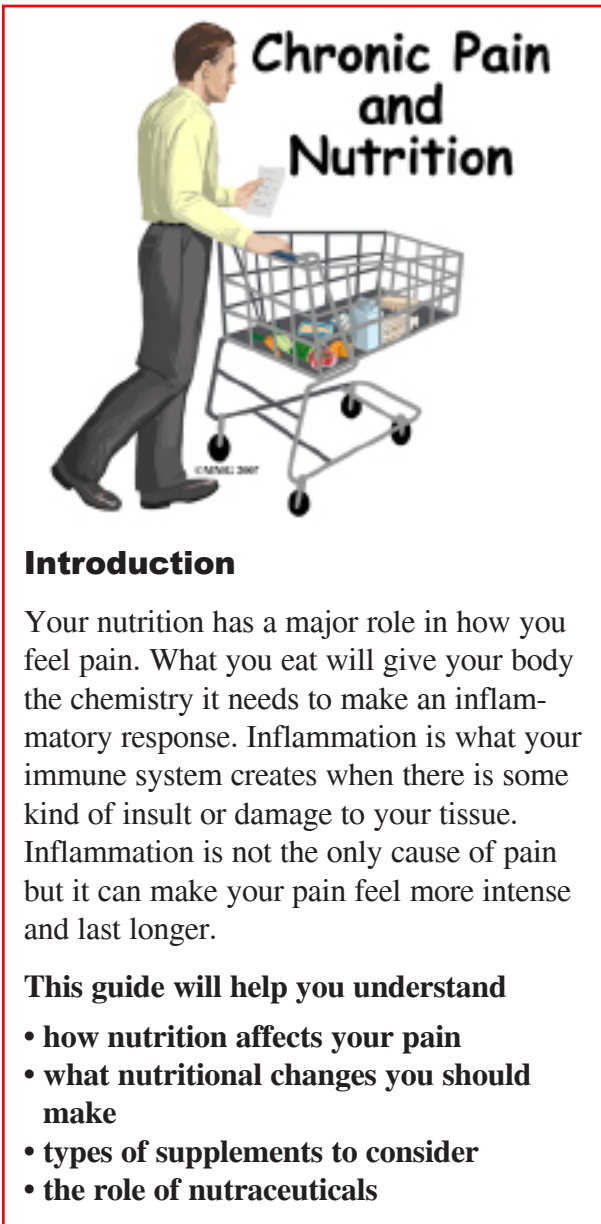 Chronic Pain
and
Nutrition
©MMG 2007
Introduction
Your nutrition has a major role in how you
feel pain. What you eat will give your body
the chemistry it needs to make an inflam-
matory response. Inflammation is what your
immune system creates when there is some
kind of insult or damage to your tissue.
Inflammation is not the only cause of pain
but it can make your pain feel more intense
and last longer.
This guide will help you understand
• how nutrition affects your pain
• what nutritional changes you should
make
• types of supplements to consider
• the role of nutraceuticals